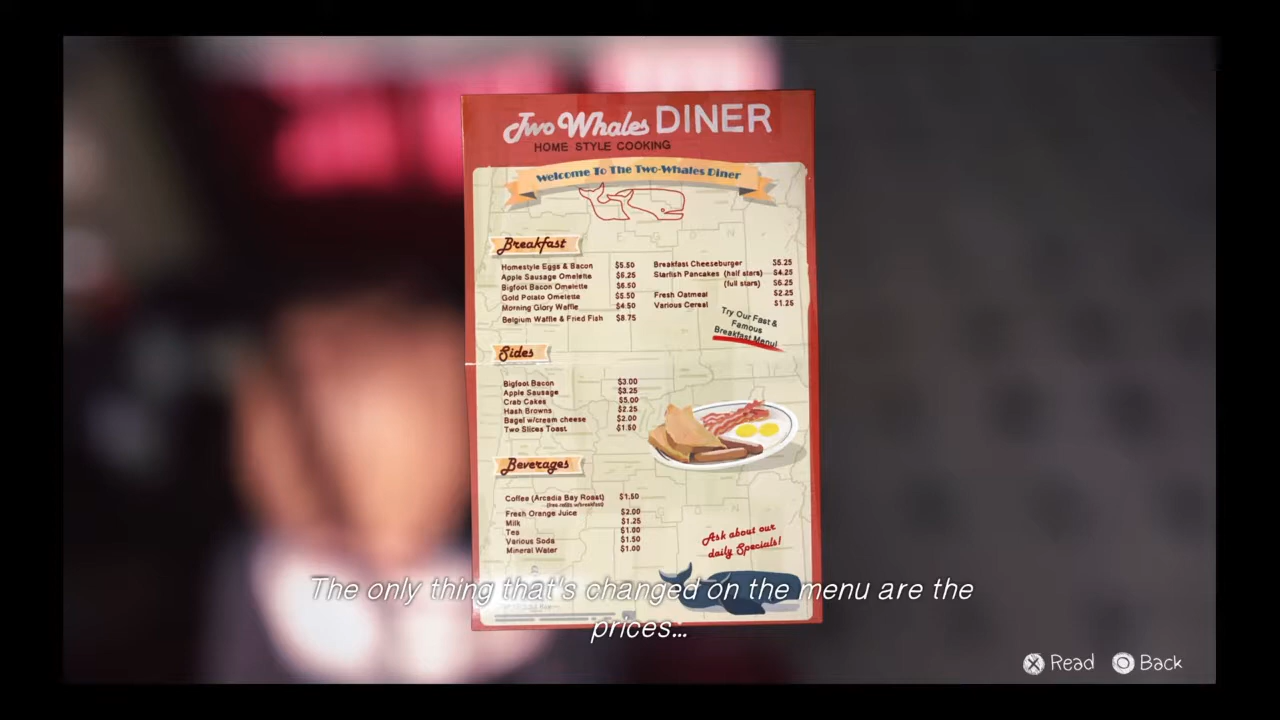 Two Whales DINER
HOME STYLE COOKING
Welcome To The Two-Whales Diner
Breakfast
Homestyle Eggs & Bacon $5.50
Apple Sausage Omelette $6.25
Bigfoot Bacon Omelette $6.50
Gold Potato Omelette $5.50
Morning Glory Waffle $4.50
Belgium Waffle & Fried Fish $8.75
Breakfast Cheeseburger $5.25
Starfish Pancakes (half stars) $4.25
(full stars) $6.25
Fresh Oatmeal $2.25
Various Cereal $1.25
Try Our Fast &
Famous
Breakfast Menu!
Sides
Bigfoot Bacon $3.00
Apple Sausage $3.25
Crab Cakes $5.00
Hash Browns $2.25
Bagel w/cream cheese $2.00
Two Slices Toast $1.50
Beverages
Coffee (Arcadia Bay Roast) $1.50
(free refills w/breakfast)
Fresh Orange Juice $2.00
Milk $1.25
Tea $1.00
Various Soda $1.50
Mineral Water $1.00
Ask about our
daily Specials!
The only thing that's changed on the menu are the
prices...
Read Back